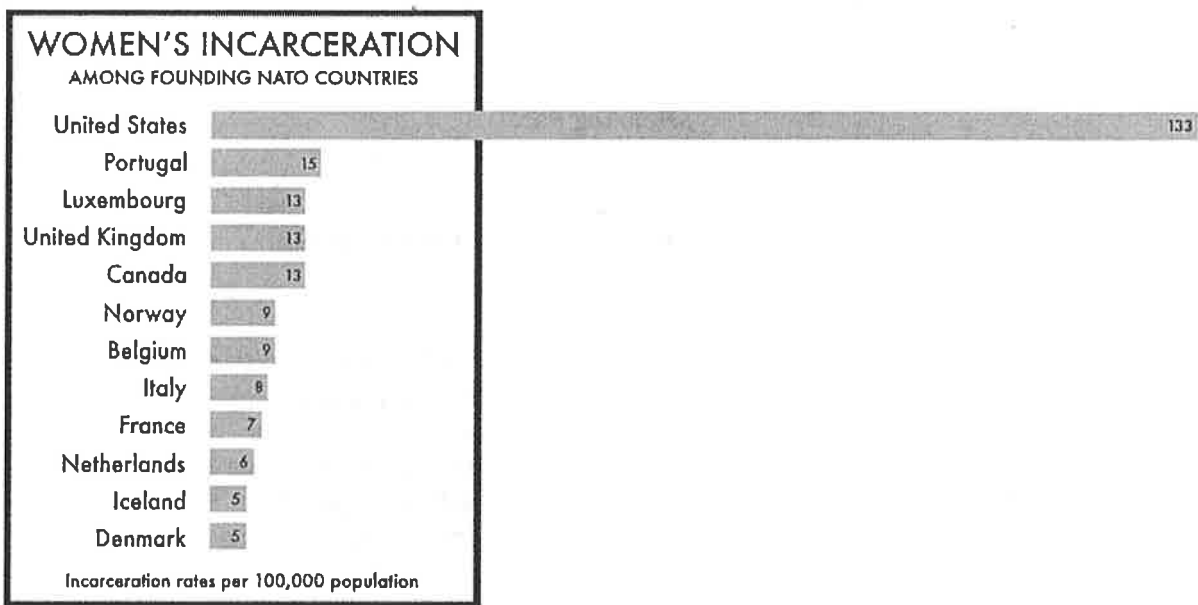 WOMEN'S INCARCERATION
AMONG FOUNDING NATO COUNTRIES
United States 133
Portugal 15
Luxembourg 13
United Kingdom 13
Canada 13
Norway 9
Belgium 9
Italy 8
France 7
Netherlands 6
Iceland 5
Denmark 5
Incarceration rates per 100,000 population